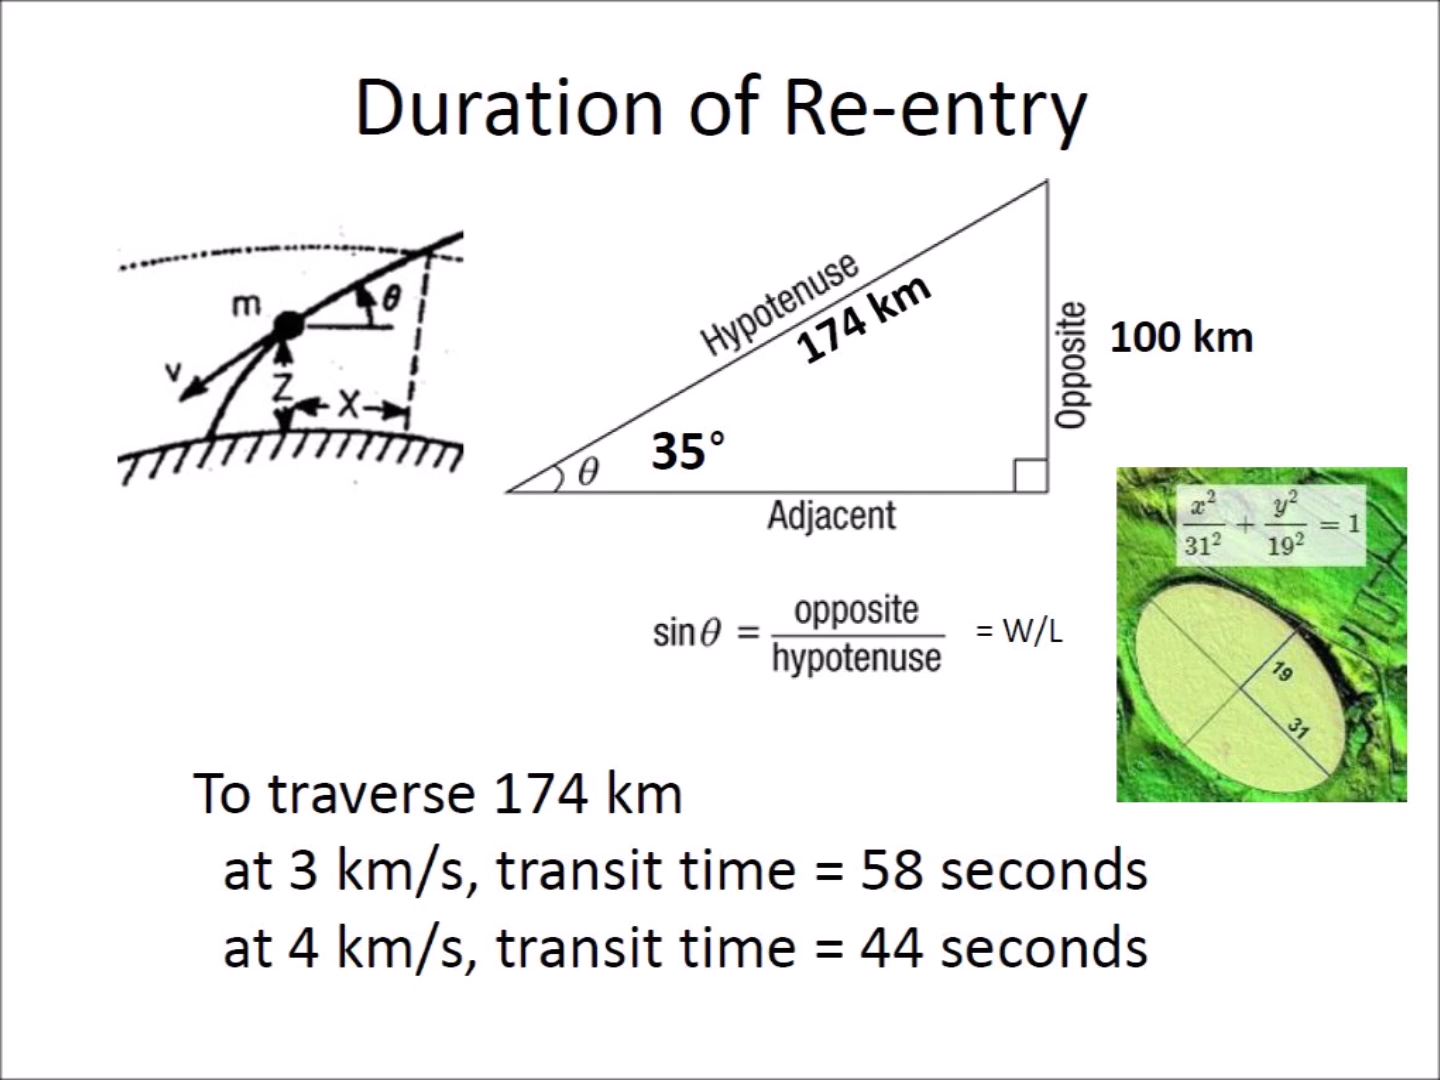 Duration of Re-entry
m
θ
v
Z
X
Hypotenuse
174 km
Opposite
100 km
35°
θ
Adjacent
x²/31² + y²/19² = 1
19
31
sin θ = opposite/hypotenuse = W/L
To traverse 174 km
at 3 km/s, transit time = 58 seconds
at 4 km/s, transit time = 44 seconds